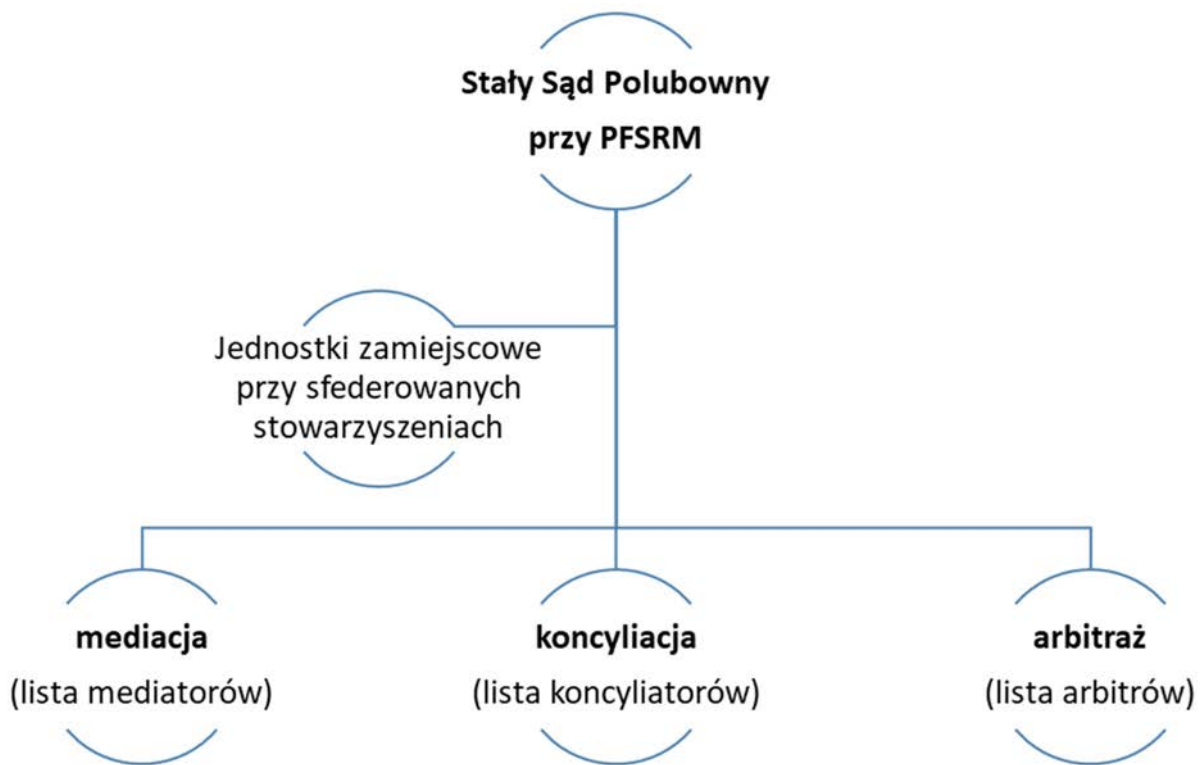 Stały Sąd Polubowny
przy PFSRM
Jednostki zamiejscowe
przy sfederowanych
stowarzyszeniach
mediacja
(lista mediatorów)
koncyliacja
(lista koncyliatorów)
arbitraż
(lista arbitrów)